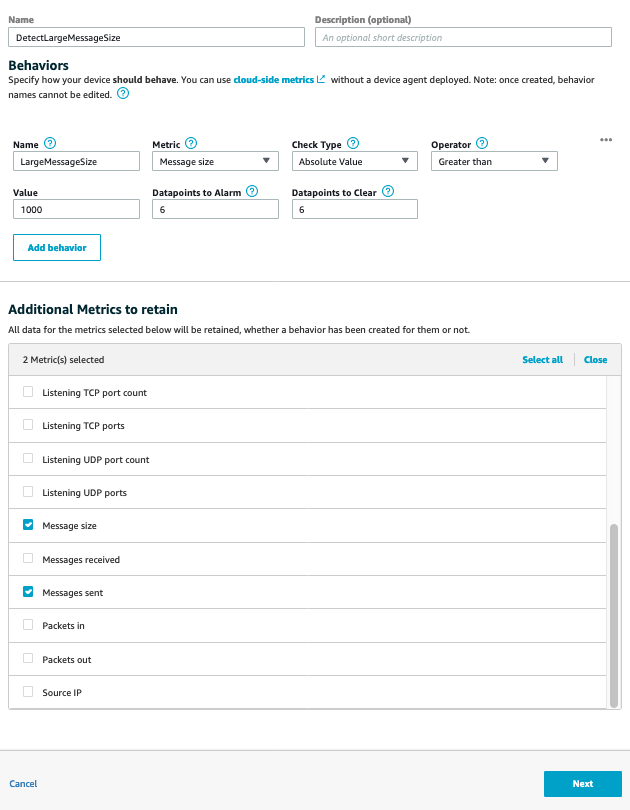 Name
Description (optional)
DetectLargeMessageSize
An optional short description
Behaviors
Specify how your device should behave. You can use cloud-side metrics without a device agent deployed. Note: once created, behavior
names cannot be edited. ?
Name ? Metric ? Check Type ? Operator ? •••
LargeMessageSize Message size Absolute Value Greater than
Value Datapoints to Alarm ? Datapoints to Clear ?
1000 6 6
Add behavior
Additional Metrics to retain
All data for the metrics selected below will be retained, whether a behavior has been created for them or not.
2 Metric(s) selected Select all Close
Listening TCP port count
Listening TCP ports
Listening UDP port count
Listening UDP ports
Message size
Messages received
Messages sent
Packets in
Packets out
Source IP
Cancel Next